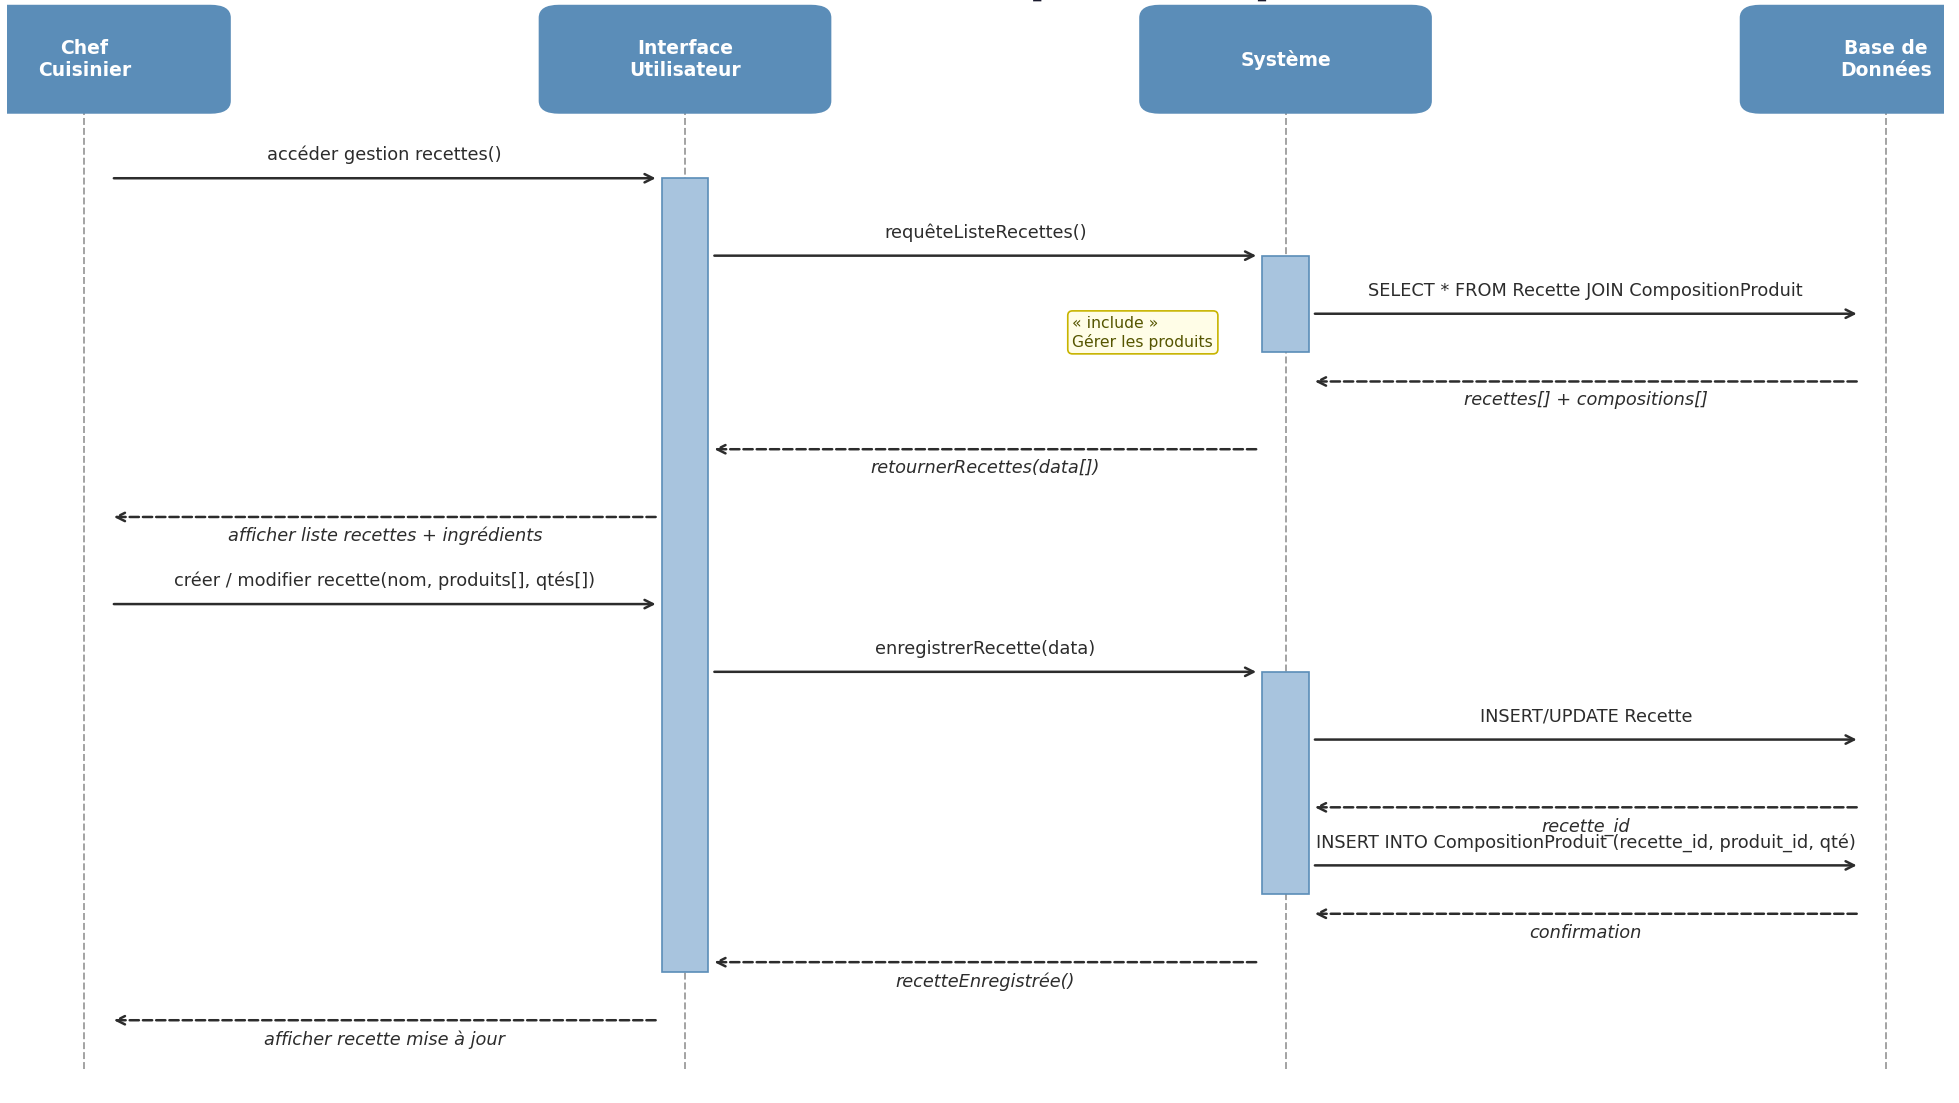 Chef
Cuisinier
Interface
Utilisateur
Système
Base de
Données
accéder gestion recettes()
requêteListeRecettes()
SELECT * FROM Recette JOIN CompositionProduit
« include »
Gérer les produits
recettes[] + compositions[]
retournerRecettes(data[])
afficher liste recettes + ingrédients
créer / modifier recette(nom, produits[], qtés[])
enregistrerRecette(data)
INSERT/UPDATE Recette
recette_id
INSERT INTO CompositionProduit (recette_id, produit_id, qté)
confirmation
recetteEnregistrée()
afficher recette mise à jour